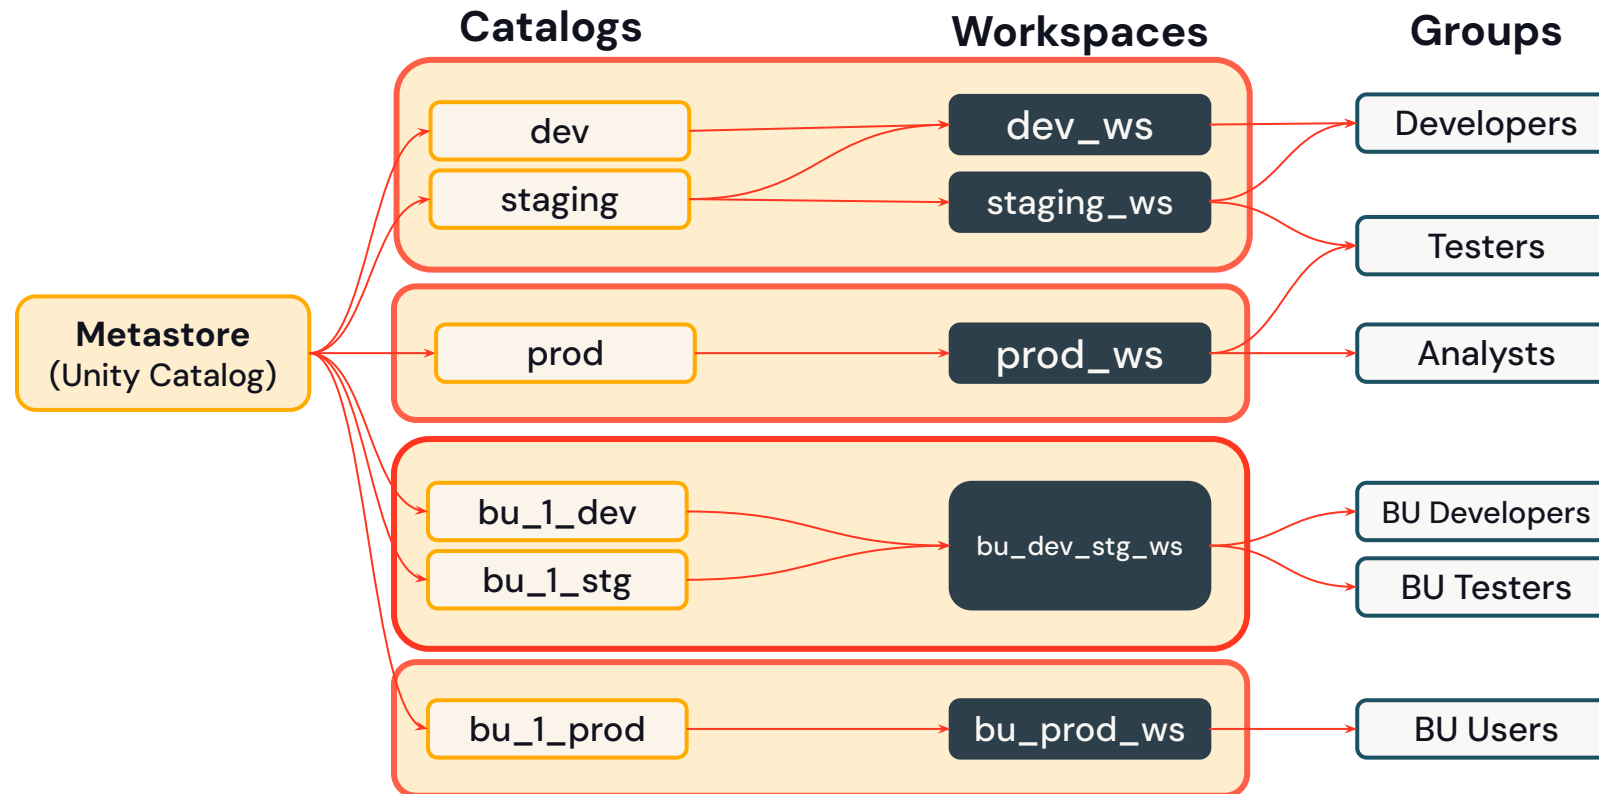 Catalogs
Workspaces
Groups
dev
dev_ws
Developers
staging
staging_ws
Testers
Metastore
(Unity Catalog)
prod
prod_ws
Analysts
bu_1_dev
bu_1_stg
bu_dev_stg_ws
BU Developers
BU Testers
bu_1_prod
bu_prod_ws
BU Users